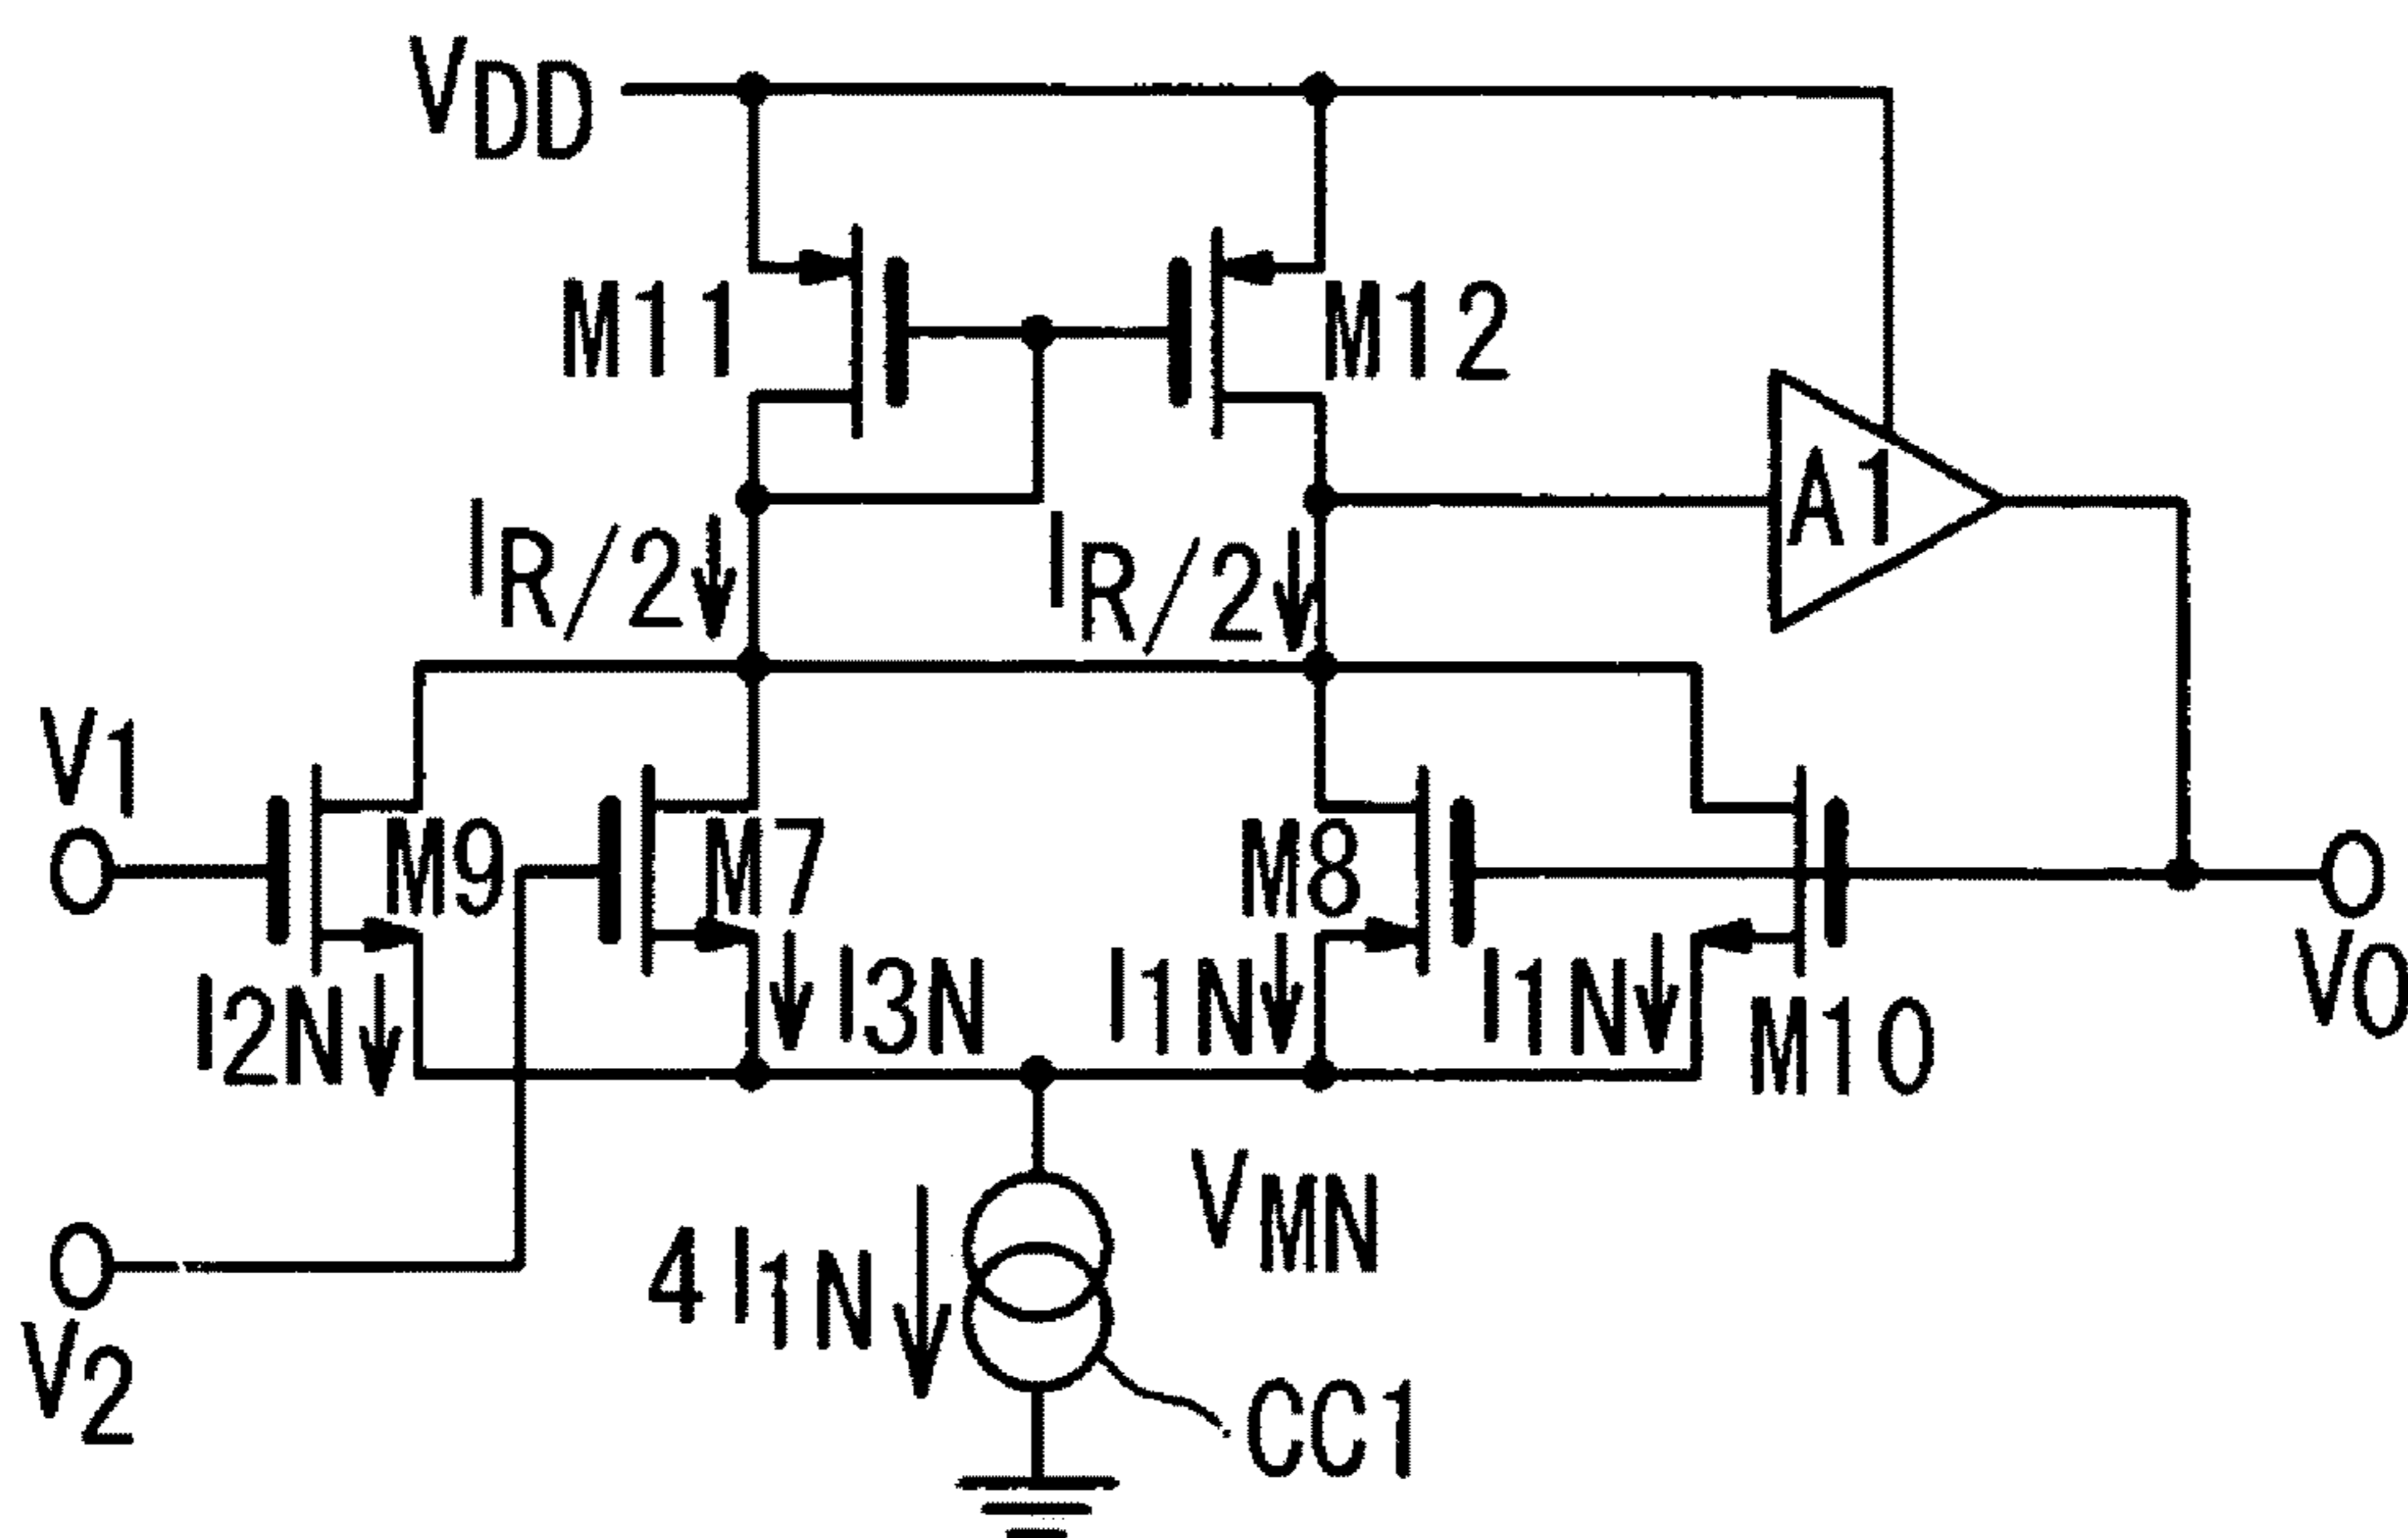 VDD
M11
M12
A1
IR/2
IR/2
V1
M9
M7
M8
I2N
I3N
I1N
I1N
M10
VO
V2
4I1N
VMN
CC1